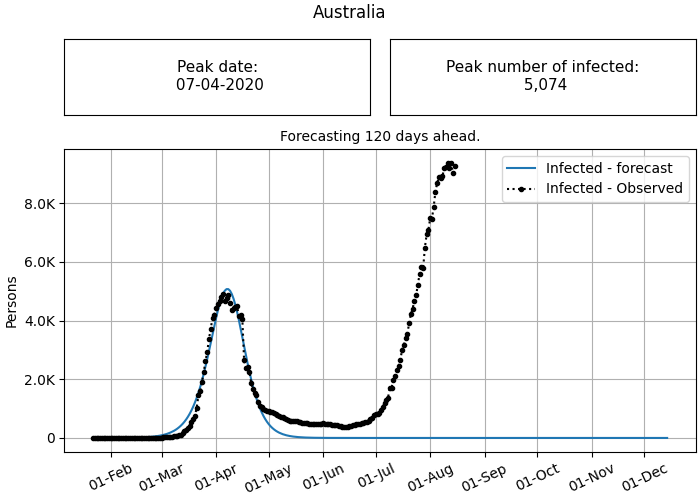 Australia
Peak date:
07-04-2020
Peak number of infected:
5,074
Forecasting 120 days ahead.
Infected - forecast
Infected - Observed
8.0K
6.0K
4.0K
2.0K
0
Persons
01-Feb
01-Mar
01-Apr
01-May
01-Jun
01-Jul
01-Aug
01-Sep
01-Oct
01-Nov
01-Dec